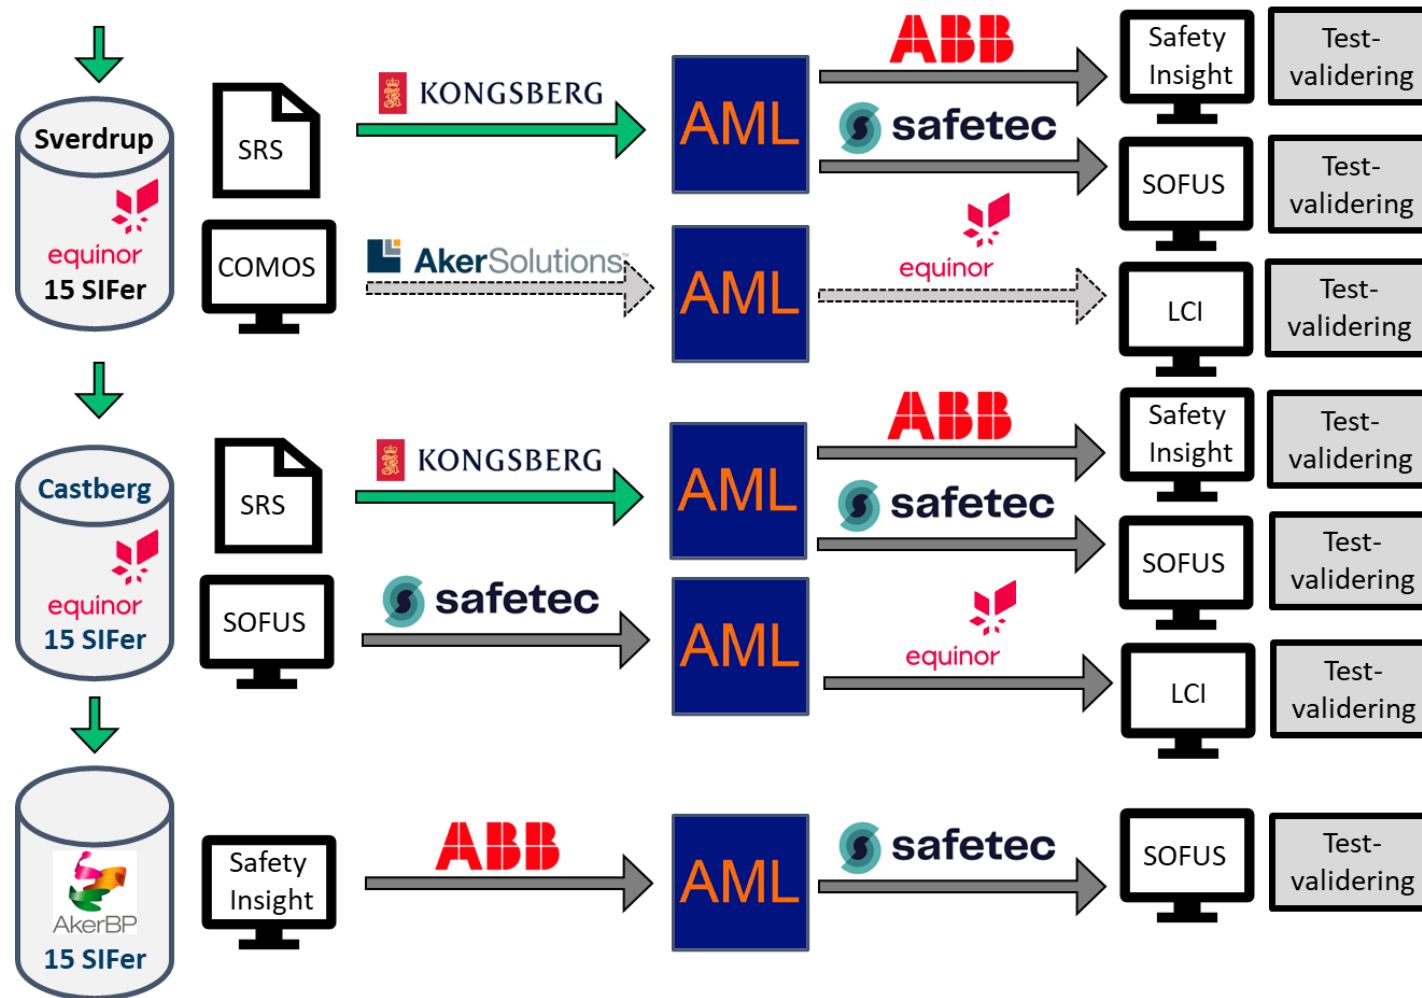 Sverdrup
equinor
15 SIFer
SRS
COMOS
KONGSBERG
AkerSolutions™
AML
AML
ABB
safetec
equinor
Safety
Insight
SOFUS
LCI
Test-
validering
Test-
validering
Test-
validering
Castberg
equinor
15 SIFer
SRS
SOFUS
KONGSBERG
safetec
AML
AML
ABB
safetec
equinor
Safety
Insight
SOFUS
LCI
Test-
validering
Test-
validering
Test-
validering
AkerBP
15 SIFer
Safety
Insight
ABB
AML
safetec
SOFUS
Test-
validering